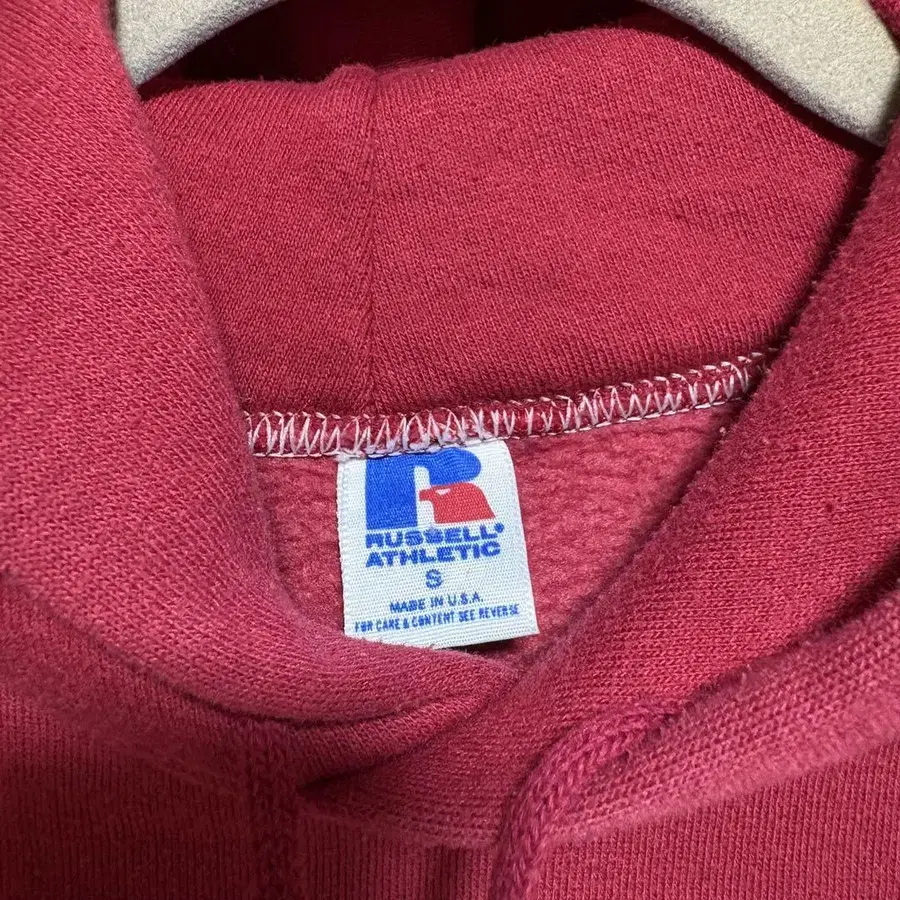 R
RUSSELL®
ATHLETIC
S
MADE IN U.S.A.
FOR CARE & CONTENT SEE REVERSE